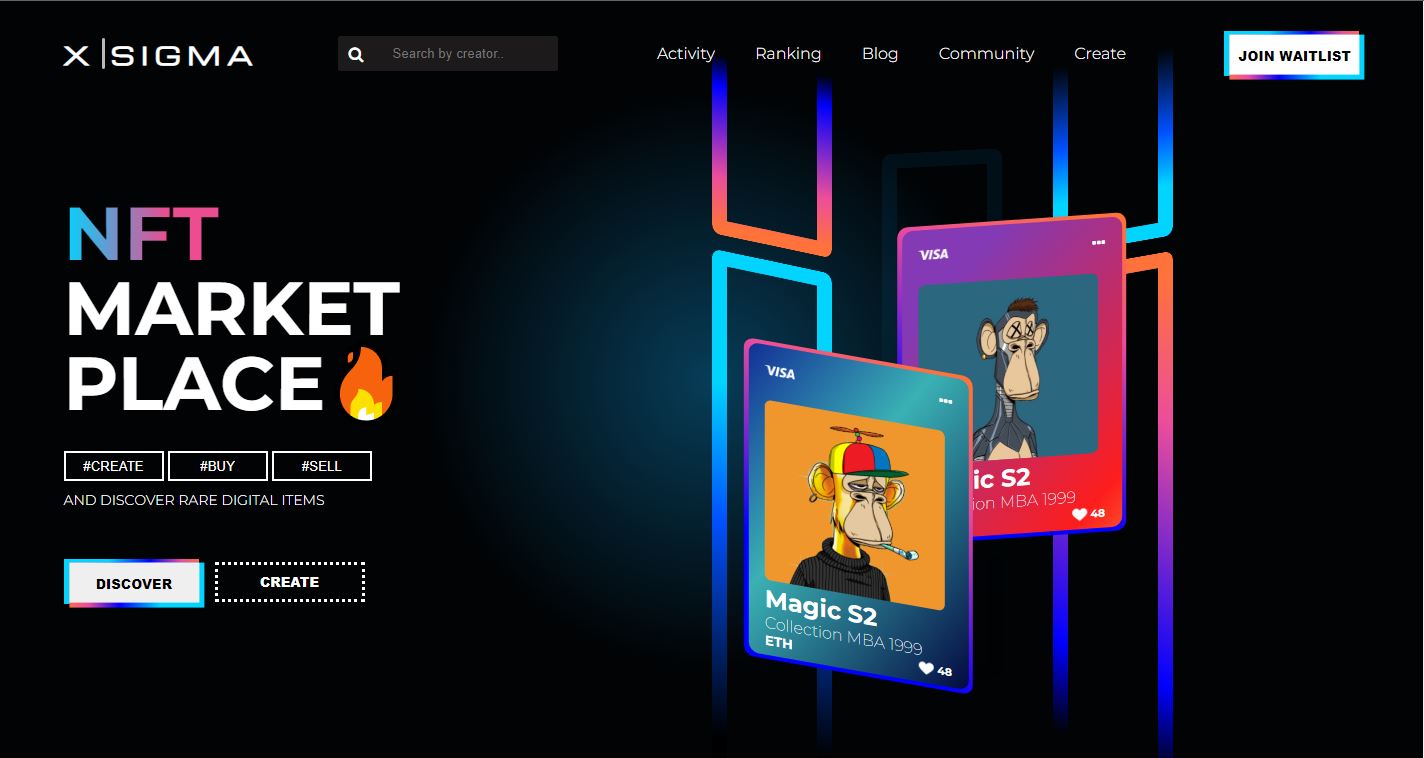 X|SIGMA
Search by creator..
Activity
Ranking
Blog
Community
Create
JOIN WAITLIST
NFT
MARKET
PLACE
#CREATE
#BUY
#SELL
AND DISCOVER RARE DIGITAL ITEMS
DISCOVER
CREATE
VISA
ic S2
ion MBA 1999
48
VISA
Magic S2
Collection MBA 1999
ETH
48